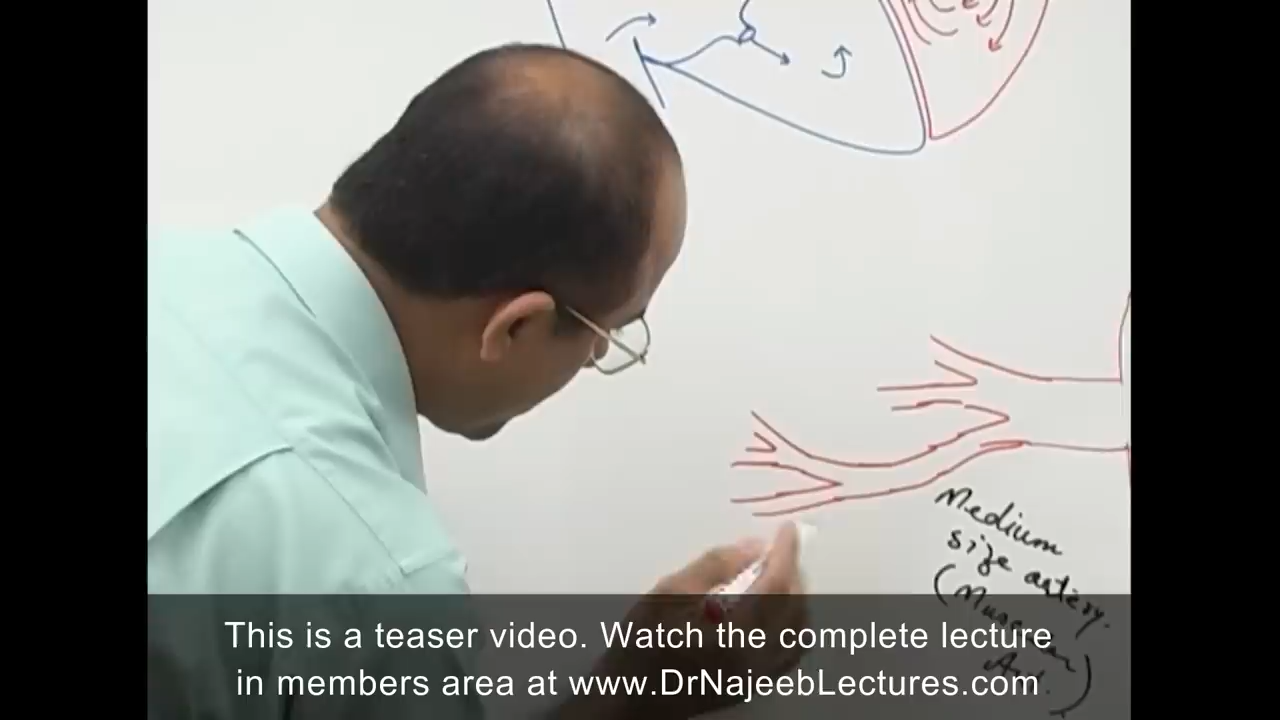 Medium
size artery.
(Muscular
Art.)
This is a teaser video. Watch the complete lecture
in members area at www.DrNajeebLectures.com